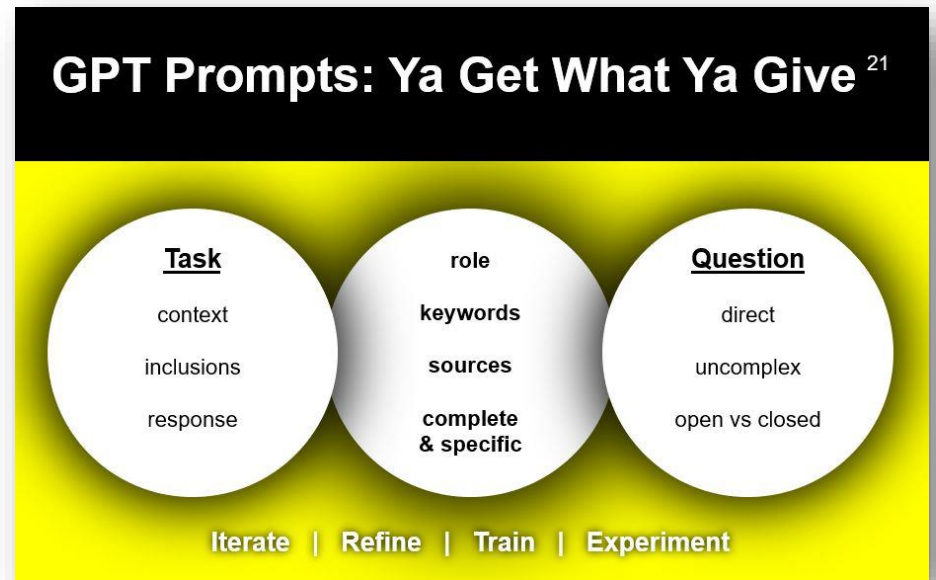 GPT Prompts: Ya Get What Ya Give 21
Task
context
inclusions
response
role
keywords
sources
complete
& specific
Question
direct
uncomplex
open vs closed
Iterate | Refine | Train | Experiment